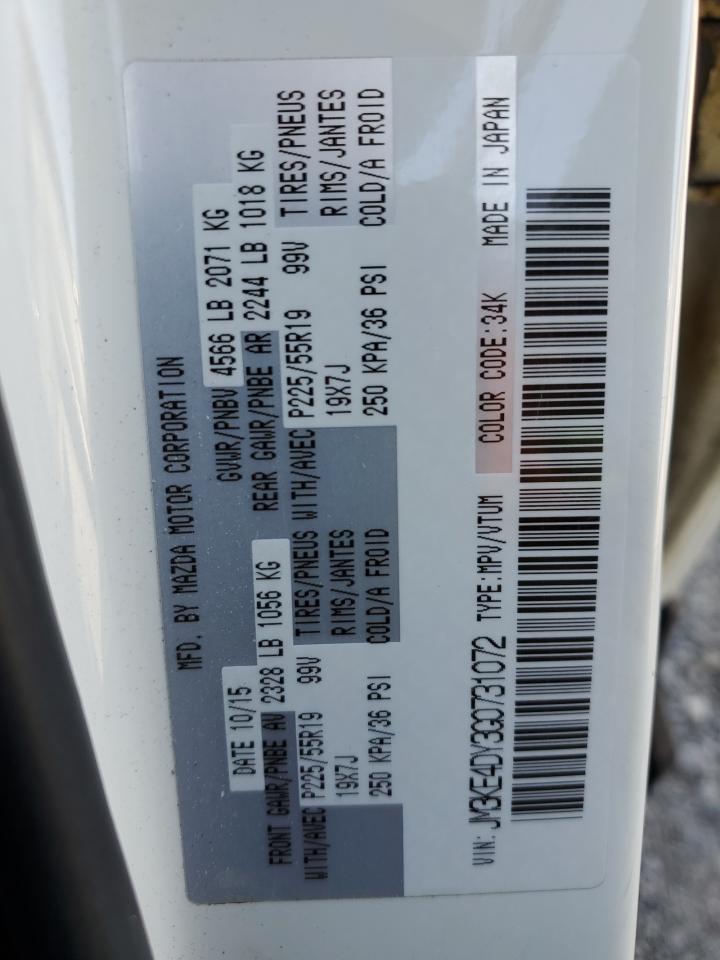 MFD. BY MAZDA MOTOR CORPORATION
DATE 10/15 GVWR/PNBV 4566 LB 2071 KG
FRONT GAWR/PNBE AV 2328 LB 1056 KG REAR GAWR/PNBE AR 2244 LB 1018 KG
WITH/AVEC P225/55R19 99V TIRES/PNEUS WITH/AVEC P225/55R19 99V TIRES/PNEUS
19X7J RIMS/JANTES 19X7J RIMS/JANTES
250 KPA/36 PSI COLD/A FROID 250 KPA/36 PSI COLD/A FROID
VIN: JM3KE4DY3G0731072 TYPE:MPV/VTUM COLOR CODE:34K MADE IN JAPAN